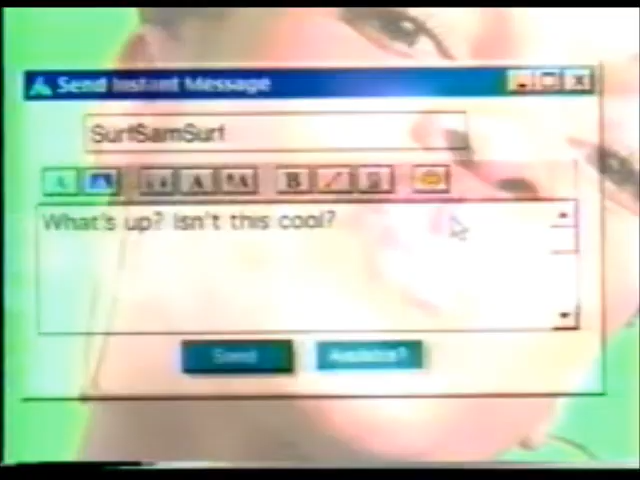 Send Instant Message
SurfSamSurf
A A A B
What's up? Isn't this cool?
Send Available?